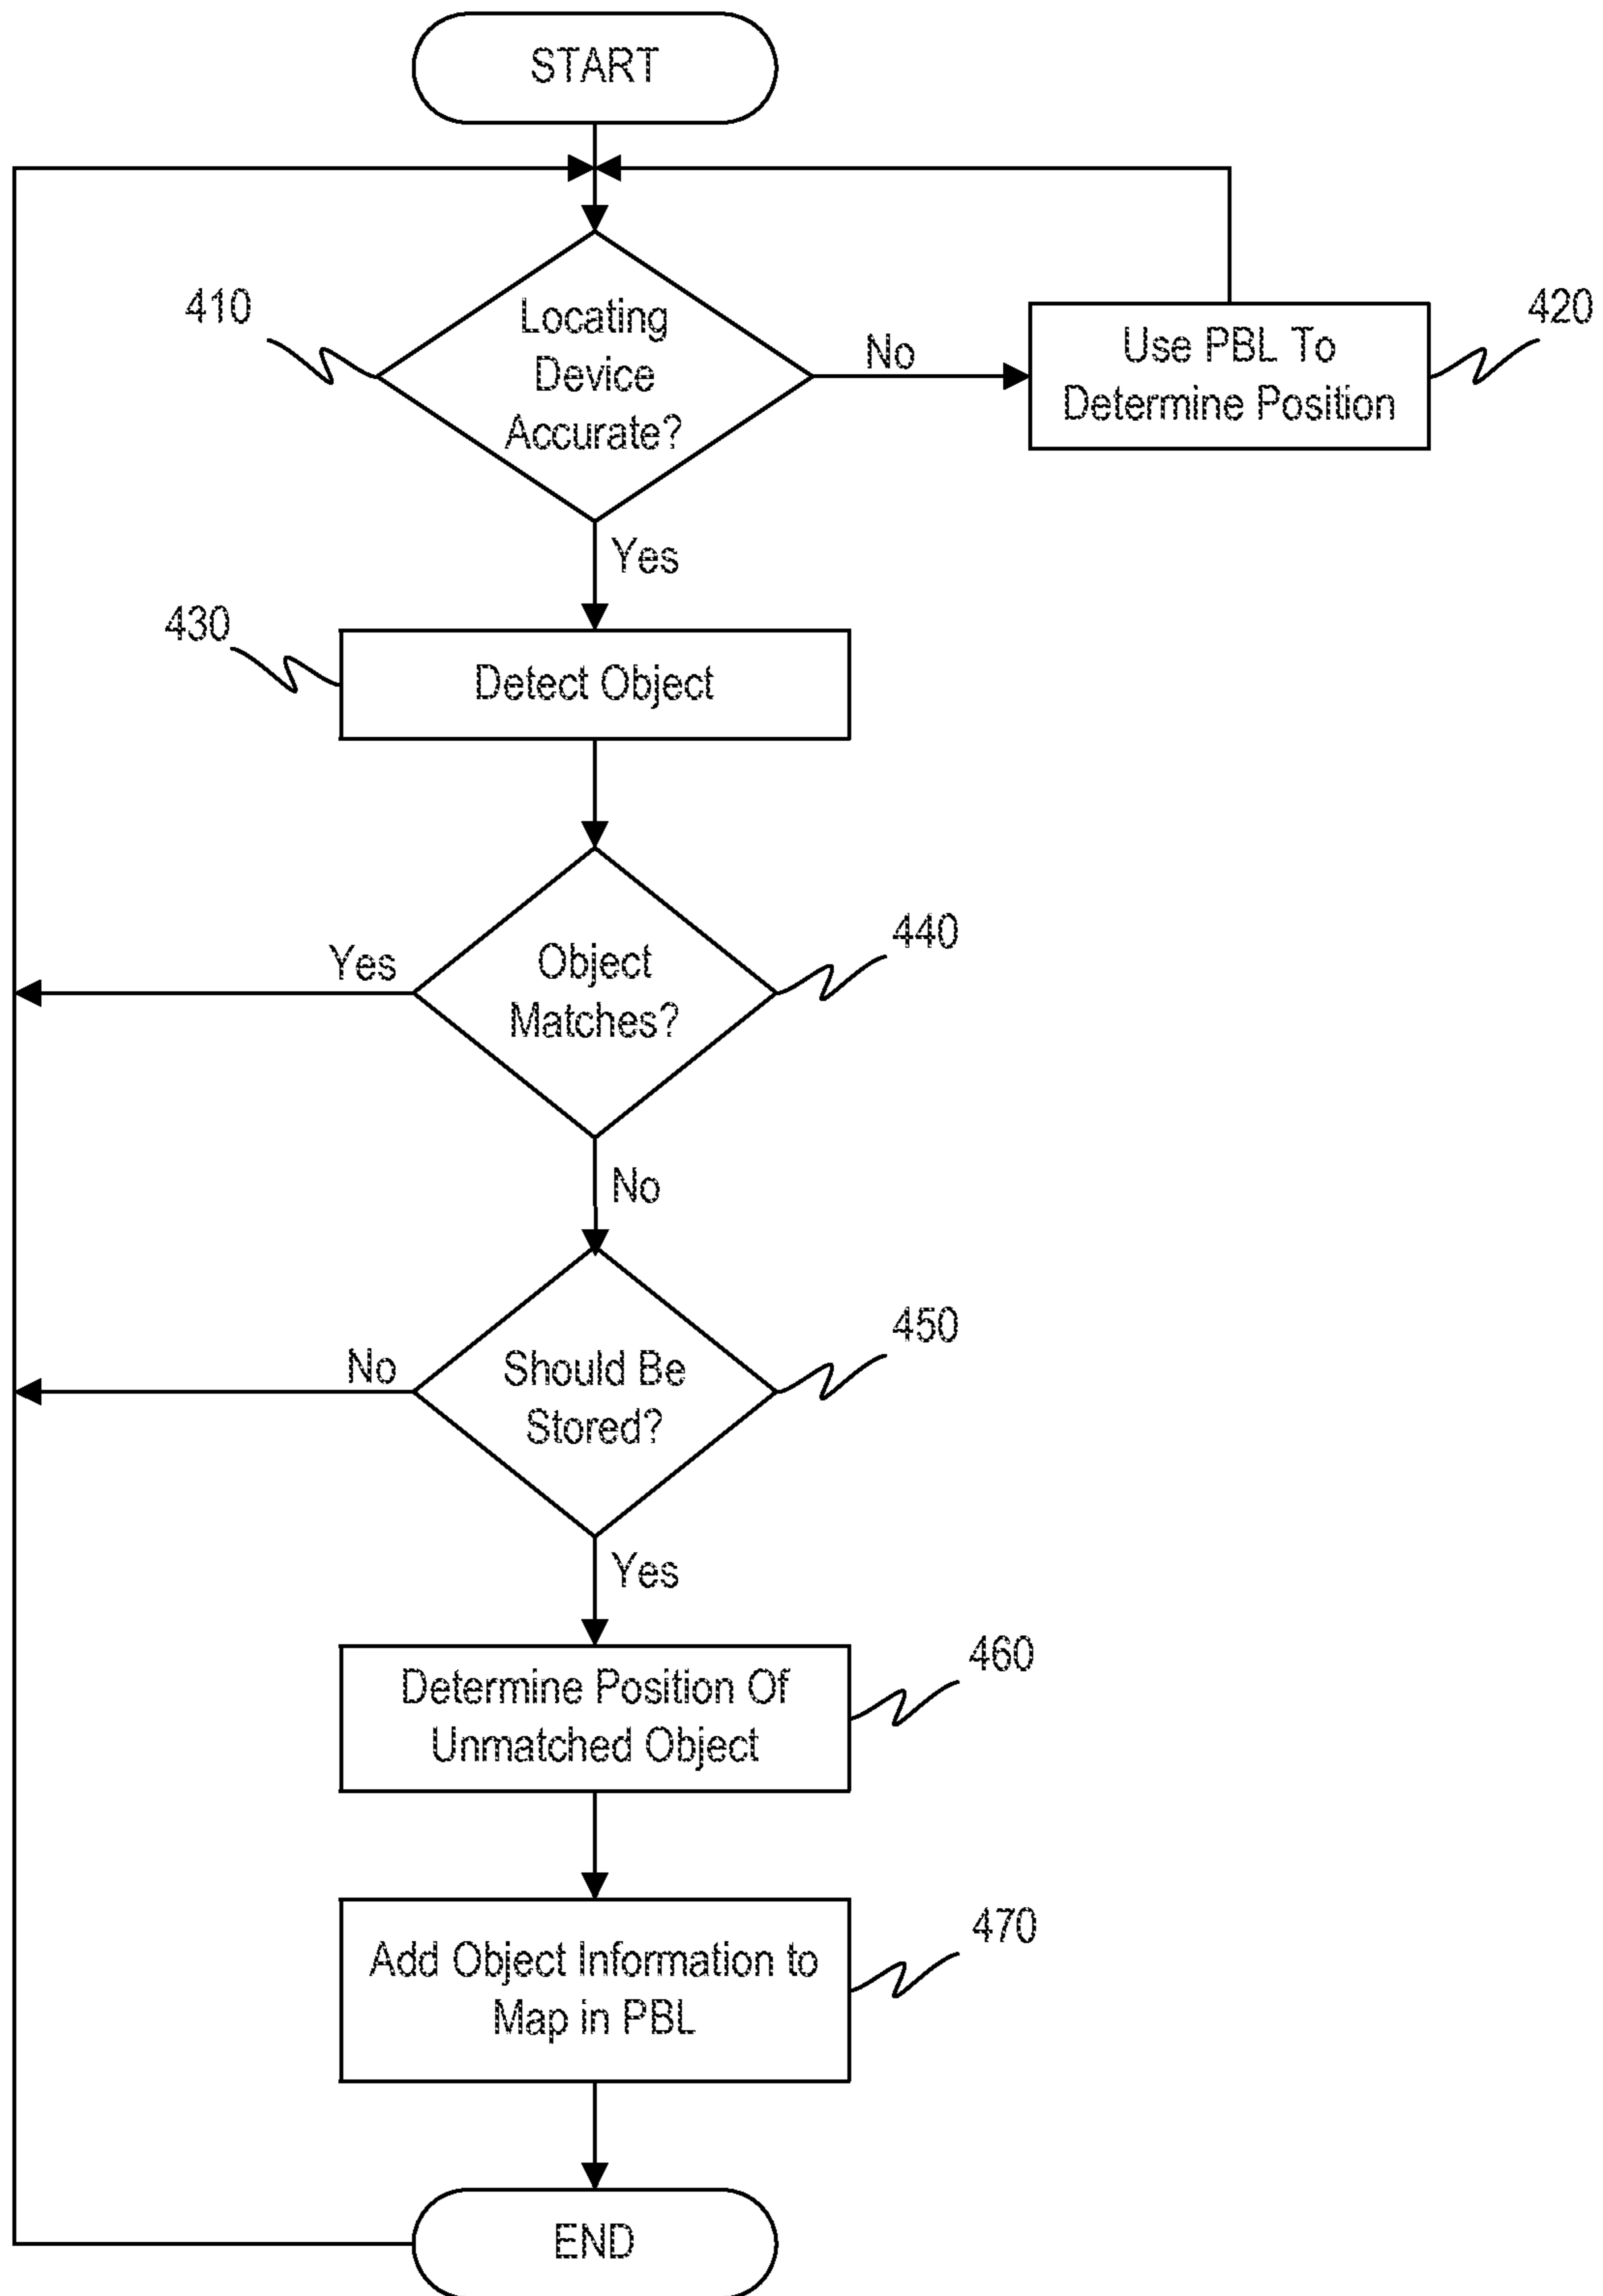 START
410
Locating
Device
Accurate?
No
Use PBL To
Determine Position
420
Yes
430
Detect Object
Yes
Object
Matches?
440
No
No
Should Be
Stored?
450
Yes
Determine Position Of
Unmatched Object
460
Add Object Information to
Map in PBL
470
END